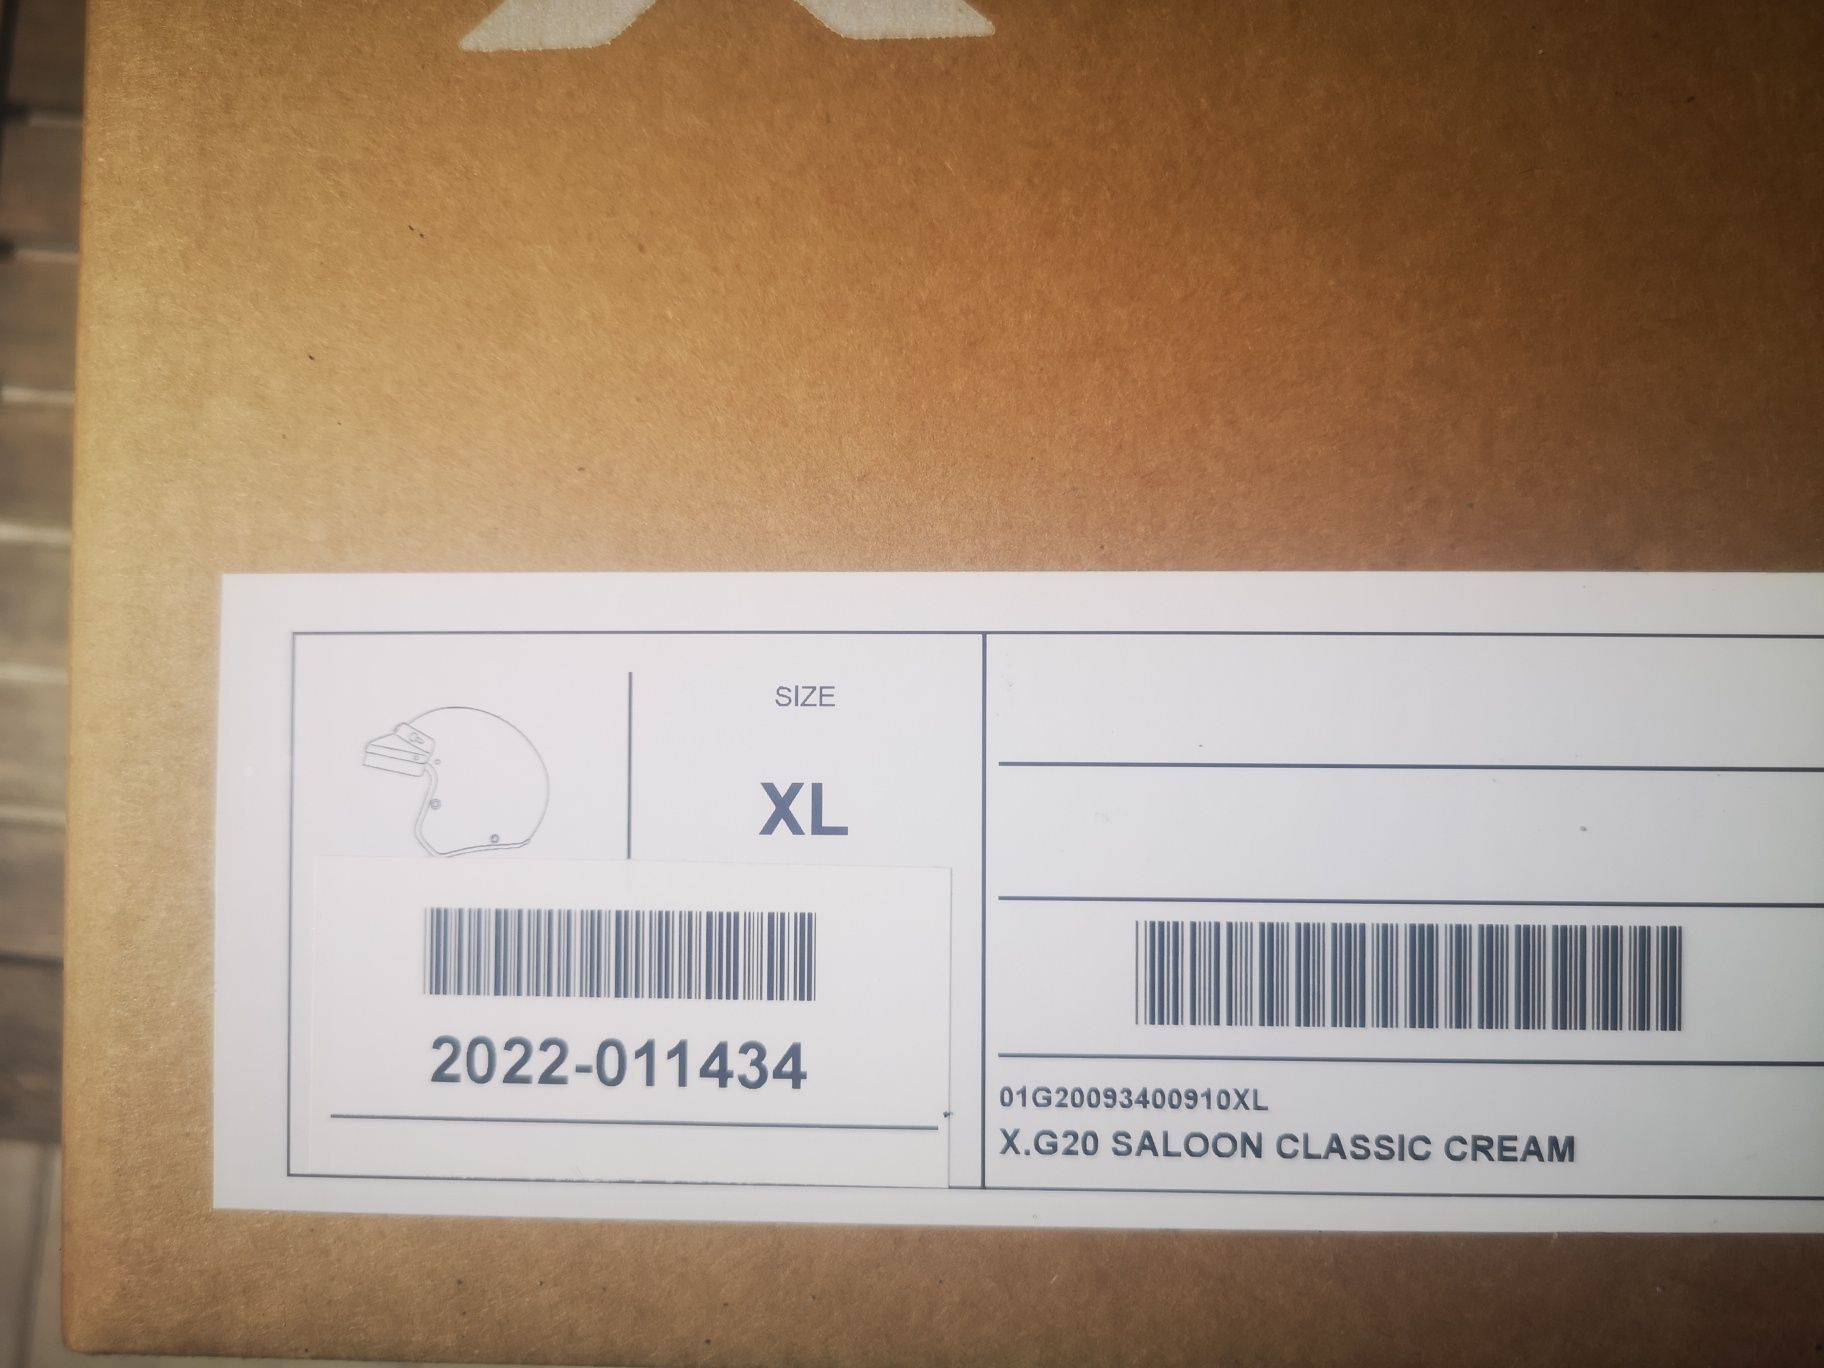 SIZE
XL
2022-011434
01G20093400910XL
X.G20 SALOON CLASSIC CREAM